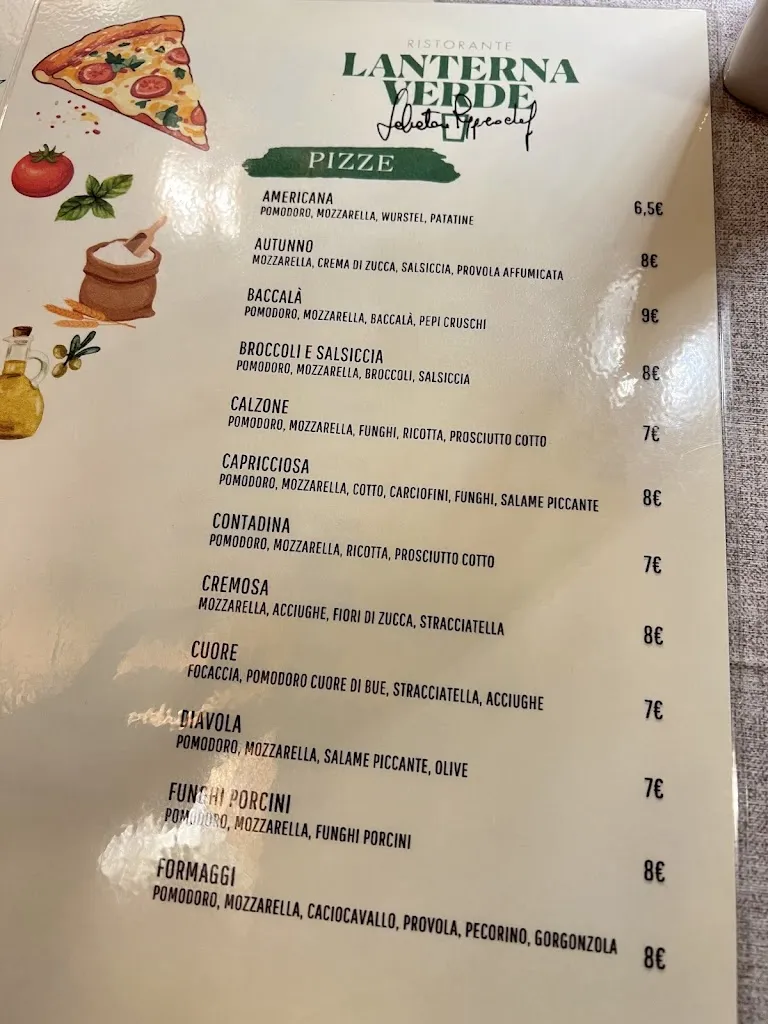 RISTORANTE
LANTERNA
VERDE
PIZZE
AMERICANA
POMODORO, MOZZARELLA, WURSTEL, PATATINE
6,5€
AUTUNNO
MOZZARELLA, CREMA DI ZUCCA, SALSICCIA, PROVOLA AFFUMICATA
8€
BACCALÀ
POMODORO, MOZZARELLA, BACCALÀ, PEPI CRUSCHI
9€
BROCCOLI E SALSICCIA
POMODORO, MOZZARELLA, BROCCOLI, SALSICCIA
8€
CALZONE
POMODORO, MOZZARELLA, FUNGHI, RICOTTA, PROSCIUTTO COTTO
7€
CAPRICCIOSA
POMODORO, MOZZARELLA, COTTO, CARCIOFINI, FUNGHI, SALAME PICCANTE
8€
CONTADINA
POMODORO, MOZZARELLA, RICOTTA, PROSCIUTTO COTTO
7€
CREMOSA
MOZZARELLA, ACCIUGHE, FIORI DI ZUCCA, STRACCIATELLA
8€
CUORE
FOCACCIA, POMODORO CUORE DI BUE, STRACCIATELLA, ACCIUGHE
7€
DIAVOLA
POMODORO, MOZZARELLA, SALAME PICCANTE, OLIVE
7€
FUNGHI PORCINI
POMODORO, MOZZARELLA, FUNGHI PORCINI
8€
FORMAGGI
POMODORO, MOZZARELLA, CACIOCAVALLO, PROVOLA, PECORINO, GORGONZOLA
8€